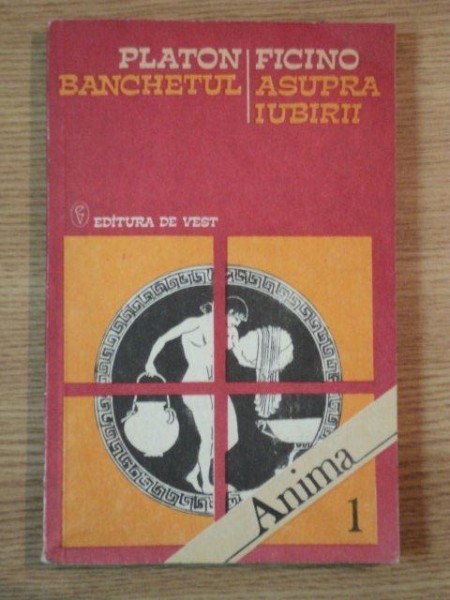 PLATON
BANCHETUL
FICINO
ASUPRA
IUBIRII
EDITURA DE VEST
Anima
1